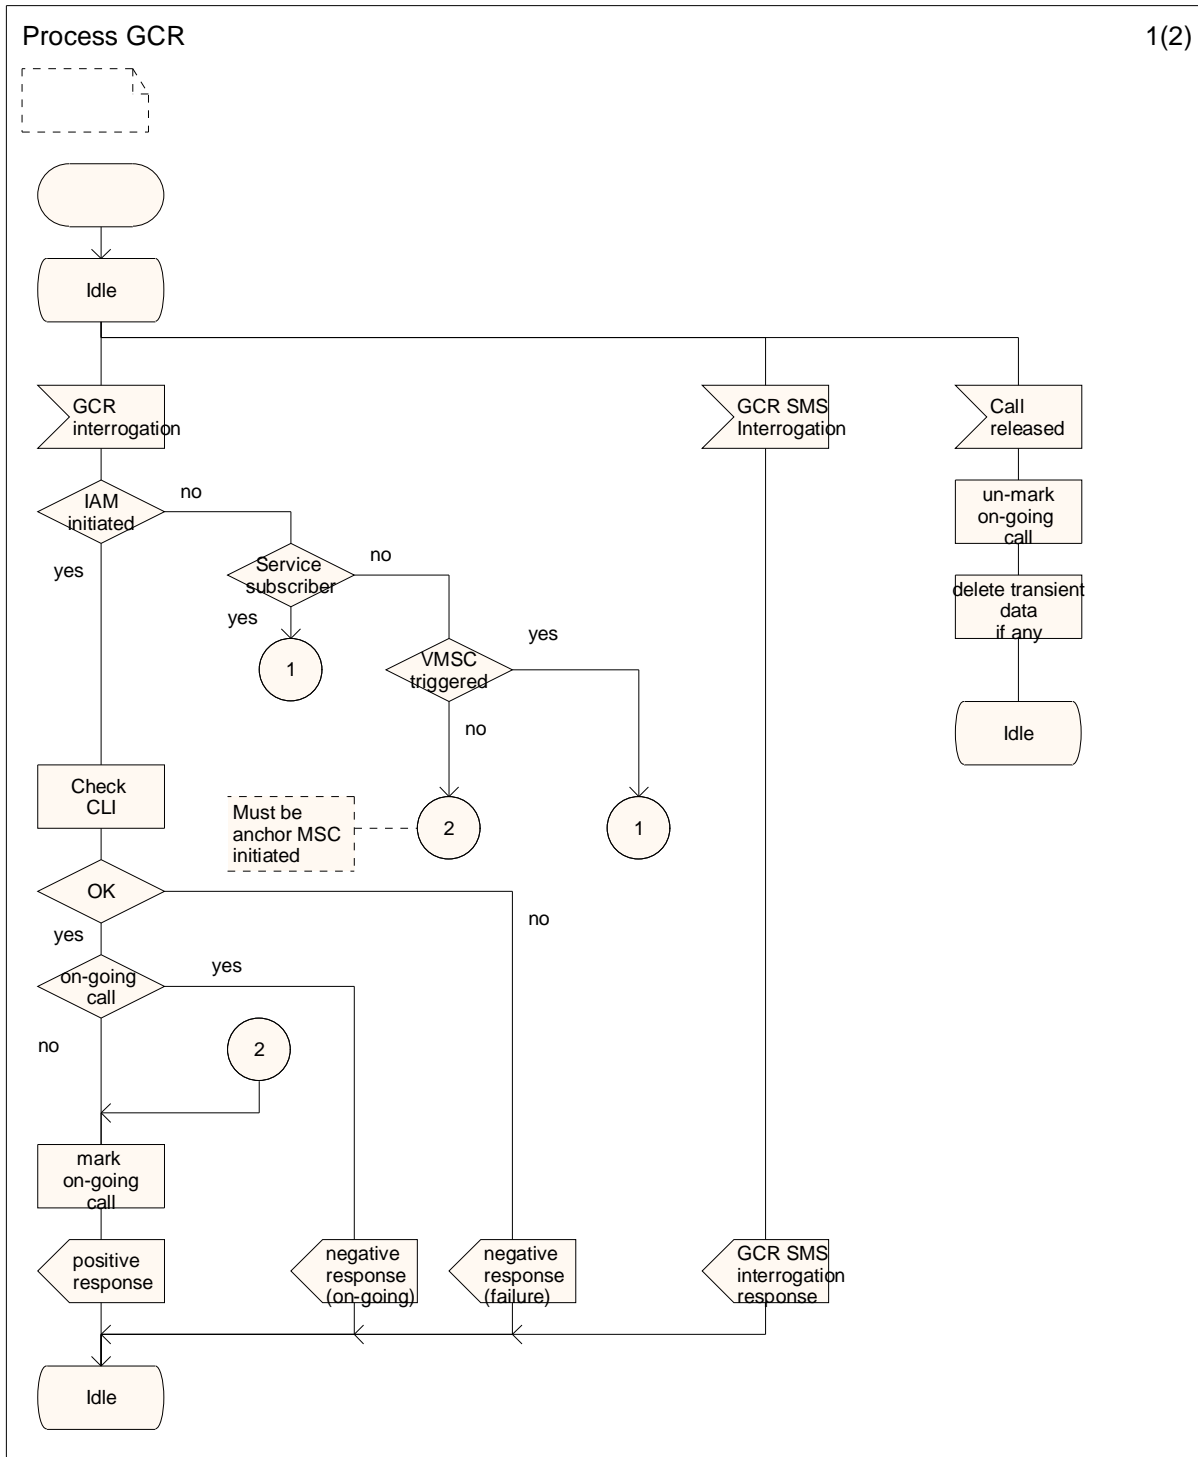 Process GCR
1(2)
Idle
GCR
interrogation
GCR SMS
Interrogation
Call
released
IAM
initiated
no
yes
un-mark
on-going
call
Service
subscriber
no
yes
delete transient
data
if any
1
VMSC
triggered
yes
no
Idle
Check
CLI
Must be
anchor MSC
initiated
2
1
OK
no
yes
on-going
call
yes
no
2
mark
on-going
call
positive
response
negative
response
(on-going)
negative
response
(failure)
GCR SMS
interrogation
response
Idle